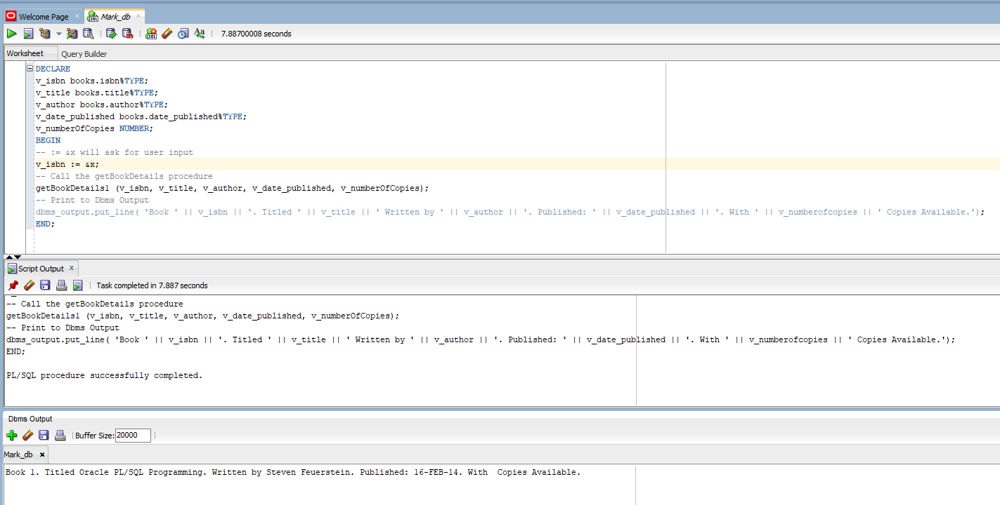 Welcome Page
Mark_db
7.88700008 seconds
Worksheet Query Builder
DECLARE
v_isbn books.isbn%TYPE;
v_title books.title%TYPE;
v_author books.author%TYPE;
v_date_published books.date_published%TYPE;
v_numberOfCopies NUMBER;
BEGIN
-- := &x will ask for user input
v_isbn := &x;
-- Call the getBookDetails procedure
getBookDetails1 (v_isbn, v_title, v_author, v_date_published, v_numberOfCopies);
-- Print to Dbms Output
dbms_output.put_line( 'Book ' || v_isbn || '. Titled ' || v_title || ' Written by ' || v_author || '. Published: ' || v_date_published || '. With ' || v_numberofcopies || ' Copies Available.');
END;
Script Output
Task completed in 7.887 seconds
-- Call the getBookDetails procedure
getBookDetails1 (v_isbn, v_title, v_author, v_date_published, v_numberOfCopies);
-- Print to Dbms Output
dbms_output.put_line( 'Book ' || v_isbn || '. Titled ' || v_title || ' Written by ' || v_author || '. Published: ' || v_date_published || '. With ' || v_numberofcopies || ' Copies Available.');
END;
PL/SQL procedure successfully completed.
Dbms Output
Buffer Size: 20000
Mark_db
Book 1. Titled Oracle PL/SQL Programming. Written by Steven Feuerstein. Published: 16-FEB-14. With  Copies Available.